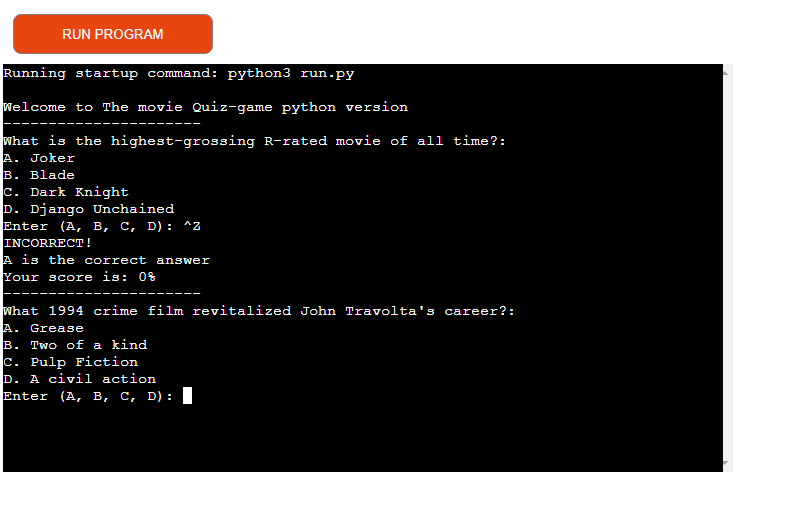 RUN PROGRAM
Running startup command: python3 run.py
Welcome to The movie Quiz-game python version
----------------------
What is the highest-grossing R-rated movie of all time?:
A. Joker
B. Blade
C. Dark Knight
D. Django Unchained
Enter (A, B, C, D): ^Z
INCORRECT!
A is the correct answer
Your score is: 0%
----------------------
What 1994 crime film revitalized John Travolta's career?:
A. Grease
B. Two of a kind
C. Pulp Fiction
D. A civil action
Enter (A, B, C, D):